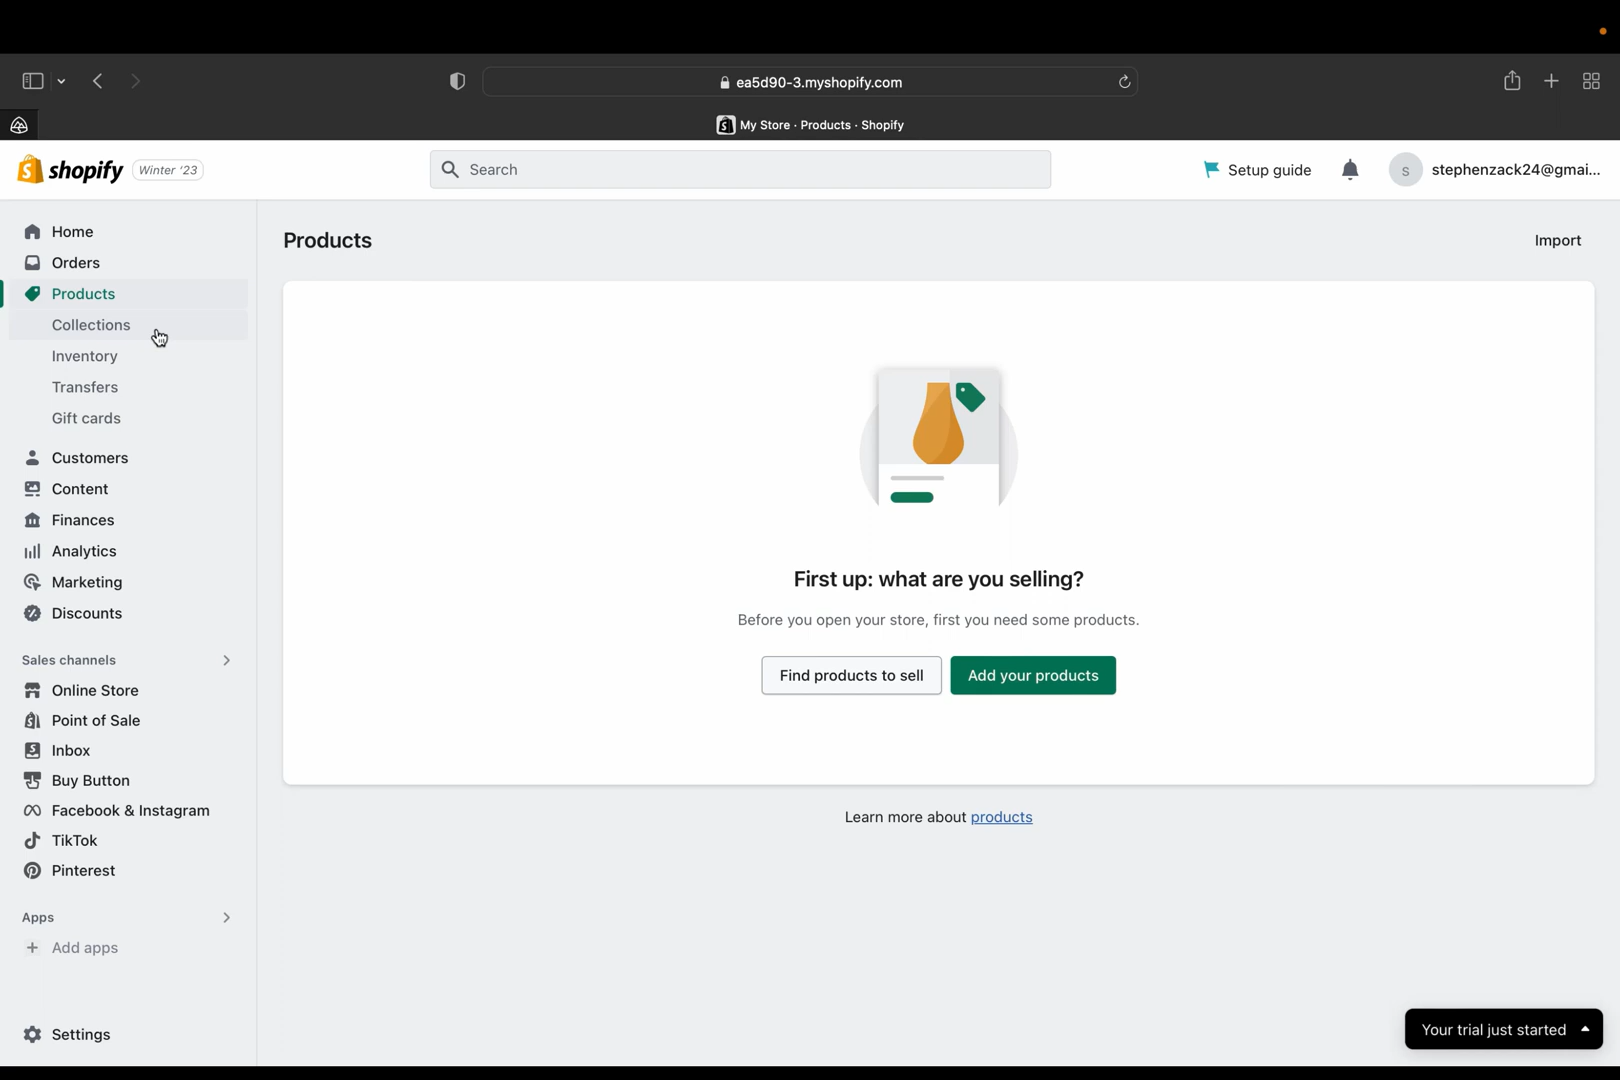 ea5d90-3.myshopify.com
My Store · Products · Shopify
shopify
Winter '23
Search
Setup guide
s
stephenzack24@gmai...
Home
Orders
Products
Collections
Inventory
Transfers
Gift cards
Customers
Content
Finances
Analytics
Marketing
Discounts
Sales channels
Online Store
Point of Sale
Inbox
Buy Button
Facebook & Instagram
TikTok
Pinterest
Apps
Add apps
Settings
Products
Import
First up: what are you selling?
Before you open your store, first you need some products.
Find products to sell
Add your products
Learn more about products
Your trial just started